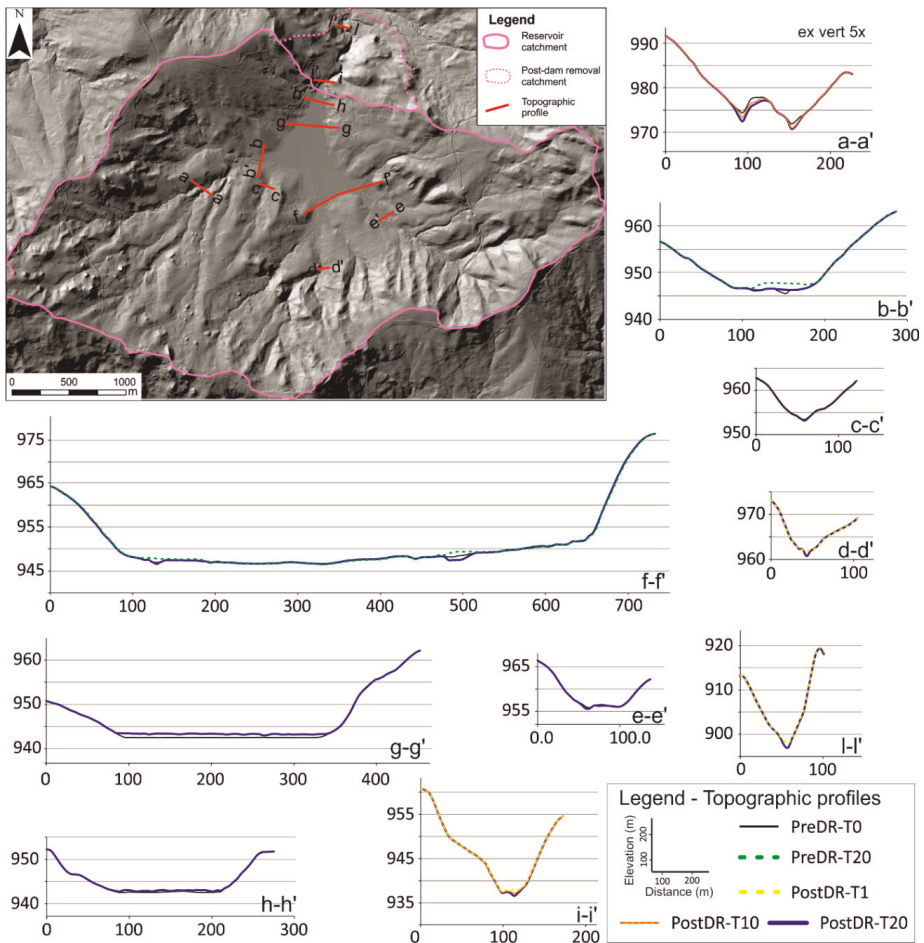 N
Legend
Reservoir
catchment
Post-dam removal
catchment
Topographic
profile
l
l
i
i
h
h
g
g
b
b'
c
c
a
a
f
f
e'
e
d
d'
0
500
1000
m
ex vert 5x
990
980
970
0
100
200
a-a'
960
950
940
0
100
200
300
b-b'
960
950
0
100
c-c'
970
960
0
100
d-d'
975
965
955
945
0
100
200
300
400
500
600
700
f-f'
960
950
940
0
100
200
300
400
g-g'
965
955
0.0
100.0
e-e'
920
910
900
0
100
l-l'
950
940
0
100
200
300
h-h'
955
945
935
0
100
200
i-i'
Legend - Topographic profiles
Elevation (m)
200
100
100
200
Distance (m)
PreDR-T0
PreDR-T20
PostDR-T1
PostDR-T10
PostDR-T20